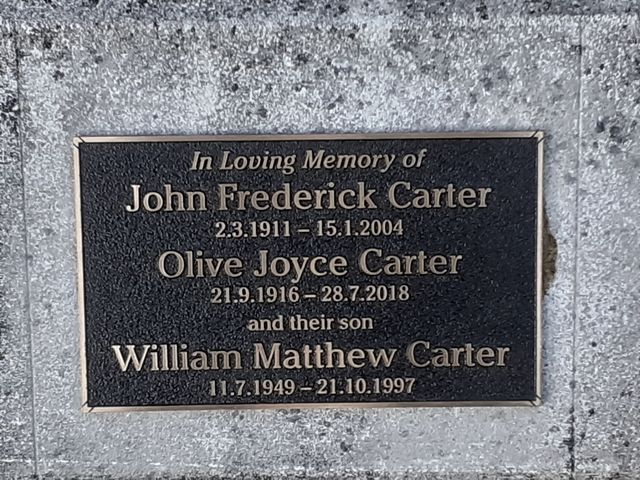 In Loving Memory of
John Frederick Carter
2.3.1911 – 15.1.2004
Olive Joyce Carter
21.9.1916 – 28.7.2018
and their son
William Matthew Carter
11.7.1949 – 21.10.1997